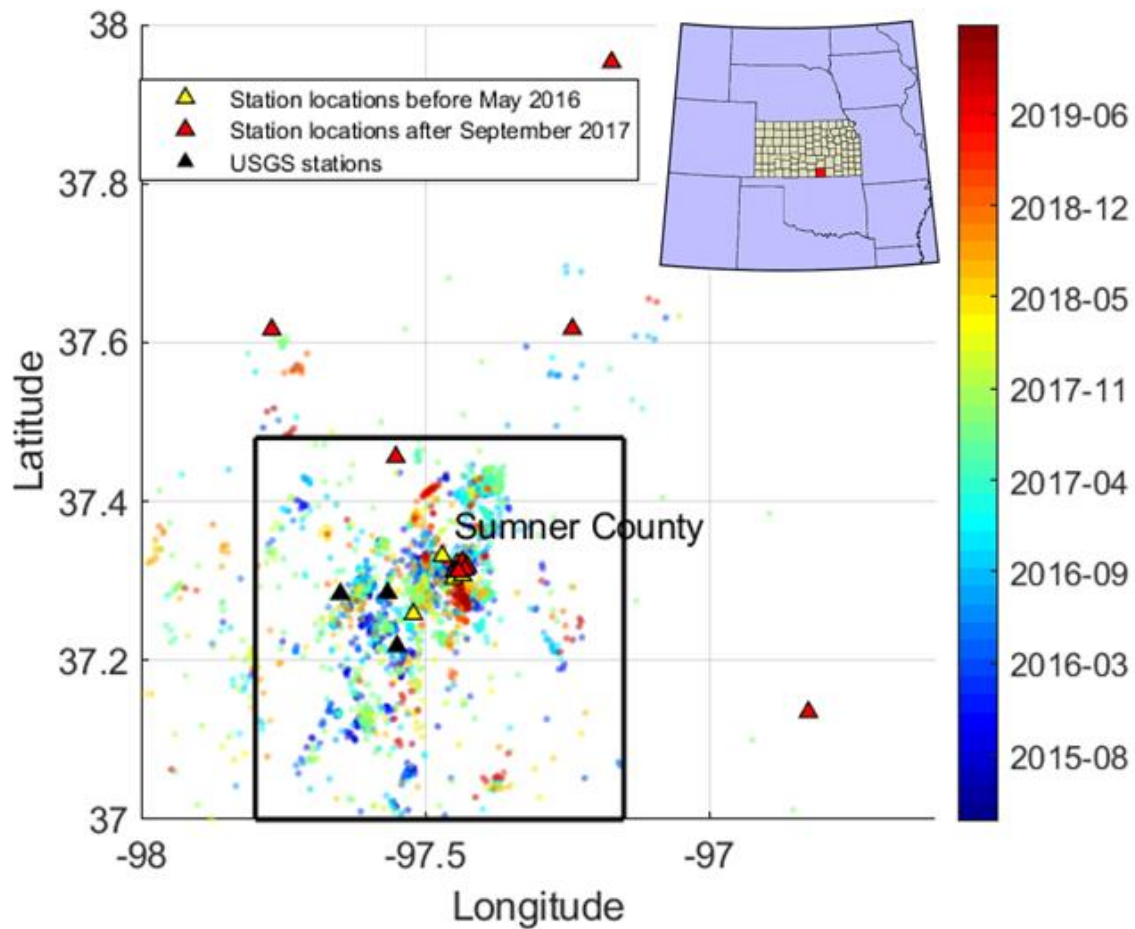 38
37.8
37.6
37.4
37.2
37
Latitude
-98
-97.5
-97
Longitude
Station locations before May 2016
Station locations after September 2017
USGS stations
Sumner County
2019-06
2018-12
2018-05
2017-11
2017-04
2016-09
2016-03
2015-08